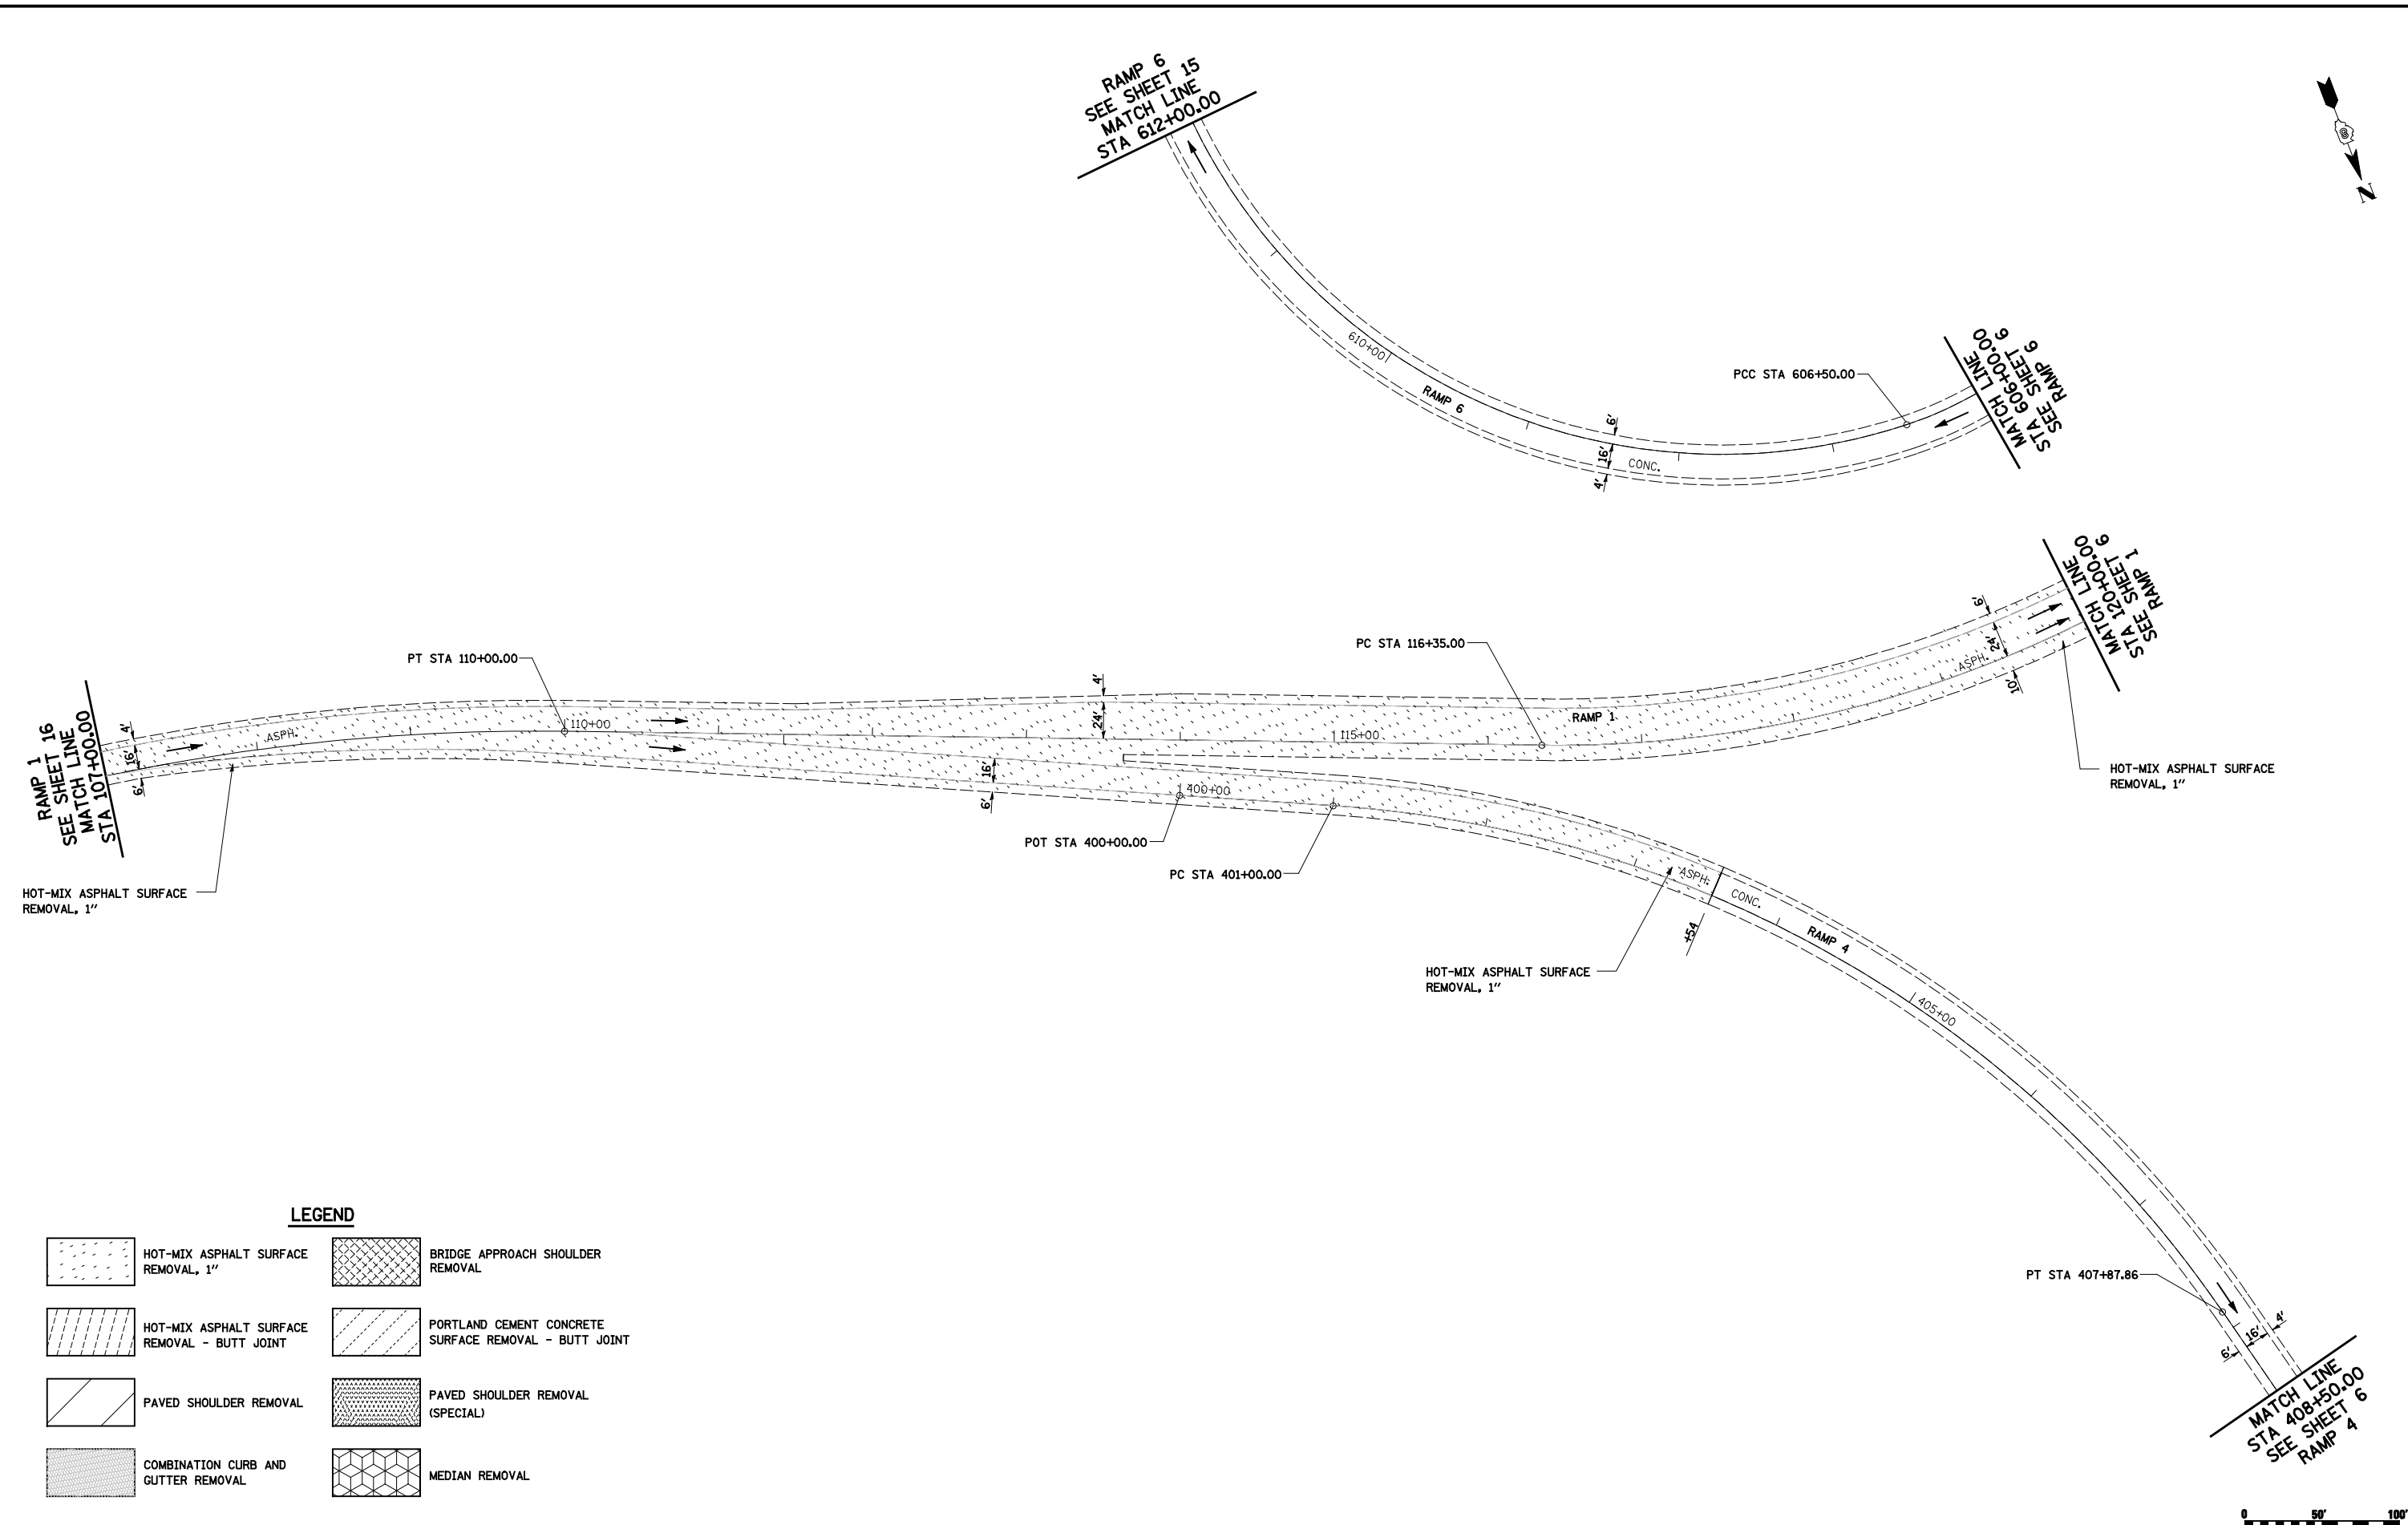 RAMP 6
SEE SHEET 15
MATCH LINE
STA 612+00.00
N
610+00
RAMP 6
PCC STA 606+50.00
6'
16'
4'
CONC.
MATCH LINE
STA 606+00.00
SEE SHEET 6
RAMP 6
MATCH LINE
STA 120+00.00
SEE SHEET 6
RAMP 1
6'
24'
ASPH.
10'
HOT-MIX ASPHALT SURFACE
REMOVAL, 1"
PC STA 116+35.00
RAMP 1
115+00
4'
24'
PT STA 110+00.00
110+00
RAMP 1
SEE SHEET 16
MATCH LINE
STA 107+00.00
4'
16'
6'
ASPH.
HOT-MIX ASPHALT SURFACE
REMOVAL, 1"
16'
6'
400+00
POT STA 400+00.00
PC STA 401+00.00
ASPH.
CONC.
+54
RAMP 4
HOT-MIX ASPHALT SURFACE
REMOVAL, 1"
405+00
PT STA 407+87.86
4'
16'
6'
MATCH LINE
STA 408+50.00
SEE SHEET 6
RAMP 4
LEGEND
HOT-MIX ASPHALT SURFACE
REMOVAL, 1"
HOT-MIX ASPHALT SURFACE
REMOVAL - BUTT JOINT
PAVED SHOULDER REMOVAL
COMBINATION CURB AND
GUTTER REMOVAL
BRIDGE APPROACH SHOULDER
REMOVAL
PORTLAND CEMENT CONCRETE
SURFACE REMOVAL - BUTT JOINT
PAVED SHOULDER REMOVAL
(SPECIAL)
MEDIAN REMOVAL
0 50' 100'